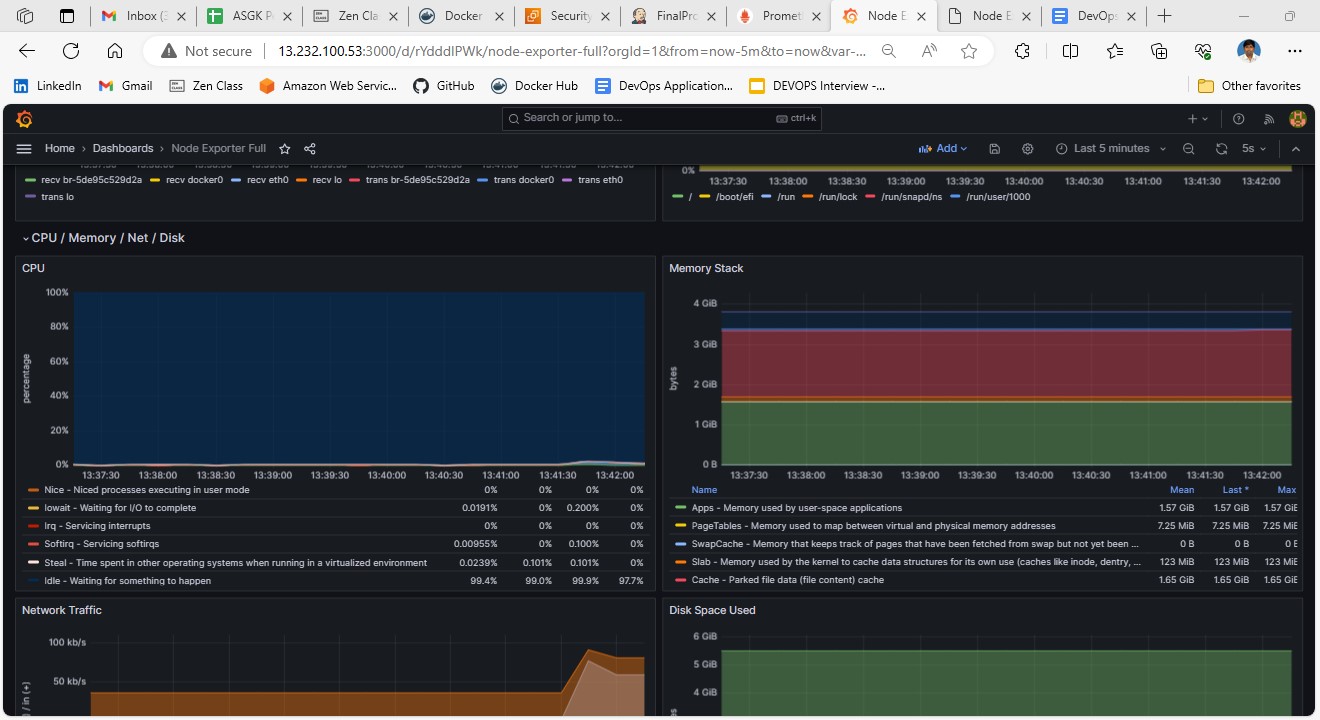 Inbox (3
ASGK P
Zen Cla
Docker
Security
FinalPro
Promet
Node E
Node E
DevOps
Not secure 13.232.100.53:3000/d/rYdddlPWk/node-exporter-full?orgId=1&from=now-5m&to=now&var-...
LinkedIn Gmail Zen Class Amazon Web Servic... GitHub Docker Hub DevOps Application... DEVOPS Interview -... Other favorites
Search or jump to... ctrl+k
Home > Dashboards > Node Exporter Full Add Last 5 minutes 5s
recv br-5de95c529d2a recv docker0 recv eth0 recv lo trans br-5de95c529d2a trans docker0 trans eth0
trans lo
0%
13:37:30 13:38:00 13:38:30 13:39:00 13:39:30 13:40:00 13:40:30 13:41:00 13:41:30 13:42:00
/ /boot/efi /run /run/lock /run/snapd/ns /run/user/1000
CPU / Memory / Net / Disk
CPU
percentage
100%
80%
60%
40%
20%
0%
13:37:30 13:38:00 13:38:30 13:39:00 13:39:30 13:40:00 13:40:30 13:41:00 13:41:30 13:42:00
Nice - Niced processes executing in user mode 0% 0% 0% 0%
Iowait - Waiting for I/O to complete 0.0191% 0% 0.200% 0%
Irq - Servicing interrupts 0% 0% 0% 0%
Softirq - Servicing softirqs 0.00955% 0% 0.100% 0%
Steal - Time spent in other operating systems when running in a virtualized environment 0.0239% 0.101% 0.101% 0%
Idle - Waiting for something to happen 99.4% 99.0% 99.9% 97.7%
Memory Stack
bytes
4 GiB
3 GiB
2 GiB
1 GiB
0 B
13:37:30 13:38:00 13:38:30 13:39:00 13:39:30 13:40:00 13:40:30 13:41:00 13:41:30 13:42:00
Name Mean Last * Max
Apps - Memory used by user-space applications 1.57 GiB 1.57 GiB 1.57 GiB
PageTables - Memory used to map between virtual and physical memory addresses 7.25 MiB 7.25 MiB 7.25 MiB
SwapCache - Memory that keeps track of pages that have been fetched from swap but not yet been ... 0 B 0 B 0 B
Slab - Memory used by the kernel to cache data structures for its own use (caches like inode, dentry, ... 123 MiB 123 MiB 123 MiB
Cache - Parked file data (file content) cache 1.65 GiB 1.65 GiB 1.65 GiB
Network Traffic
100 kb/s
50 kb/s
/ in (+)
Disk Space Used
6 GiB
5 GiB
4 GiB